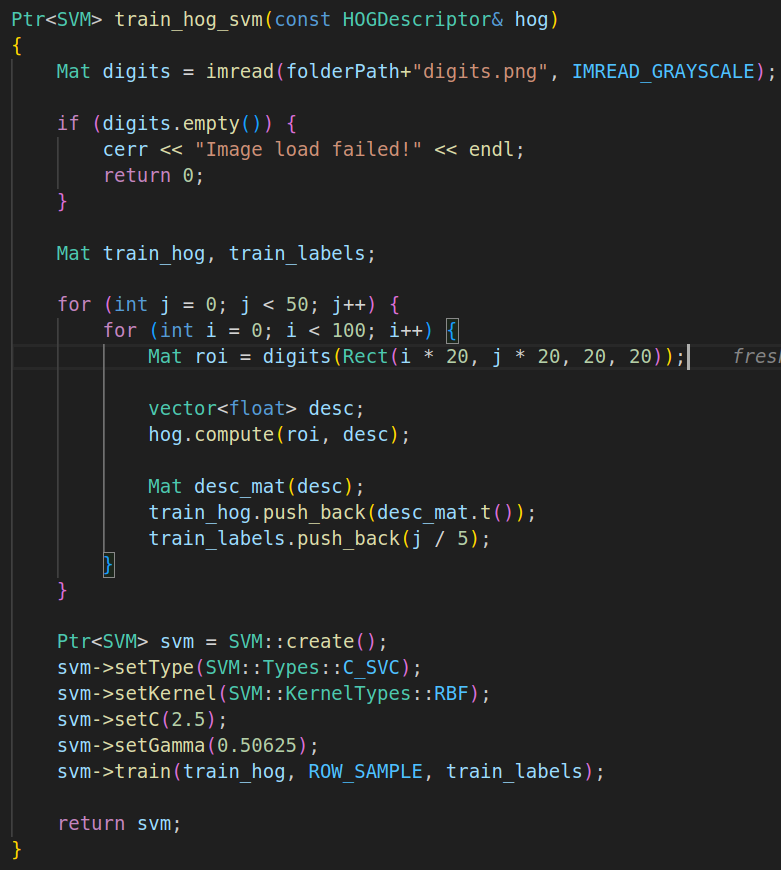 Ptr<SVM> train_hog_svm(const HOGDescriptor& hog)
{
    Mat digits = imread(folderPath+"digits.png", IMREAD_GRAYSCALE);

    if (digits.empty()) {
        cerr << "Image load failed!" << endl;
        return 0;
    }

    Mat train_hog, train_labels;

    for (int j = 0; j < 50; j++) {
        for (int i = 0; i < 100; i++) {
            Mat roi = digits(Rect(i * 20, j * 20, 20, 20));

            vector<float> desc;
            hog.compute(roi, desc);

            Mat desc_mat(desc);
            train_hog.push_back(desc_mat.t());
            train_labels.push_back(j / 5);
        }
    }

    Ptr<SVM> svm = SVM::create();
    svm->setType(SVM::Types::C_SVC);
    svm->setKernel(SVM::KernelTypes::RBF);
    svm->setC(2.5);
    svm->setGamma(0.50625);
    svm->train(train_hog, ROW_SAMPLE, train_labels);

    return svm;
}